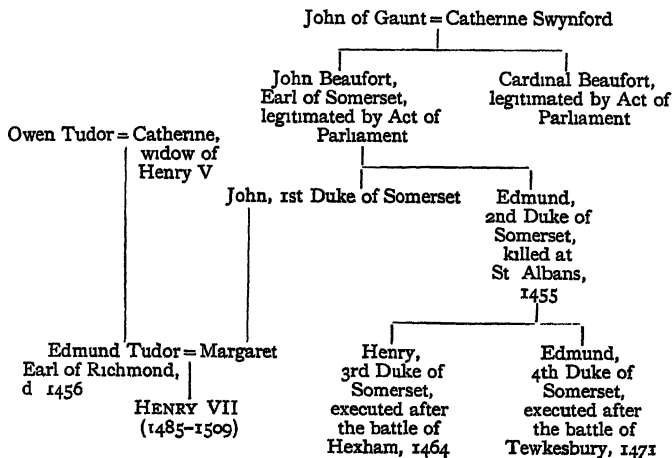 John of Gaunt = Catherine Swynford
John Beaufort,
Earl of Somerset,
legitimated by Act of
Parliament
Cardinal Beaufort,
legitimated by Act of
Parliament
Owen Tudor = Catherine,
widow of
Henry V
John, 1st Duke of Somerset
Edmund,
2nd Duke of
Somerset,
killed at
St Albans,
1455
Edmund Tudor = Margaret
Earl of Richmond,
d 1456
HENRY VII
(1485–1509)
Henry,
3rd Duke of
Somerset,
executed after
the battle of
Hexham, 1464
Edmund,
4th Duke of
Somerset,
executed after
the battle of
Tewkesbury, 1471